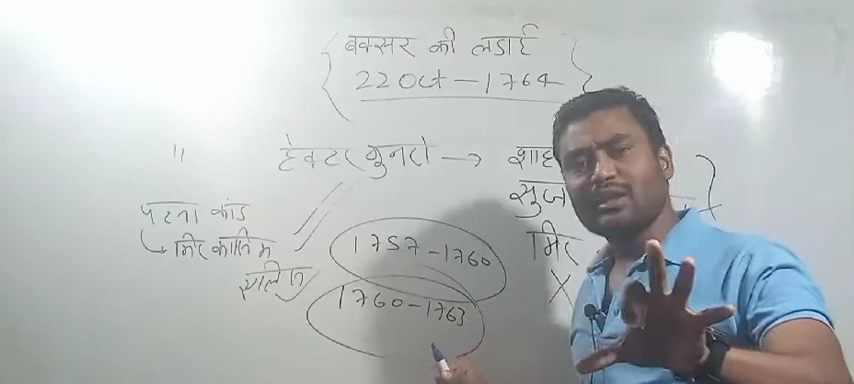 बक्सर की लडाई
22 Oct - 1764
" हेक्टर मुनरो → शाह
सुज
पटना कांड
मिर कासिम मिर
1757 - 1760
X
1760 - 1763